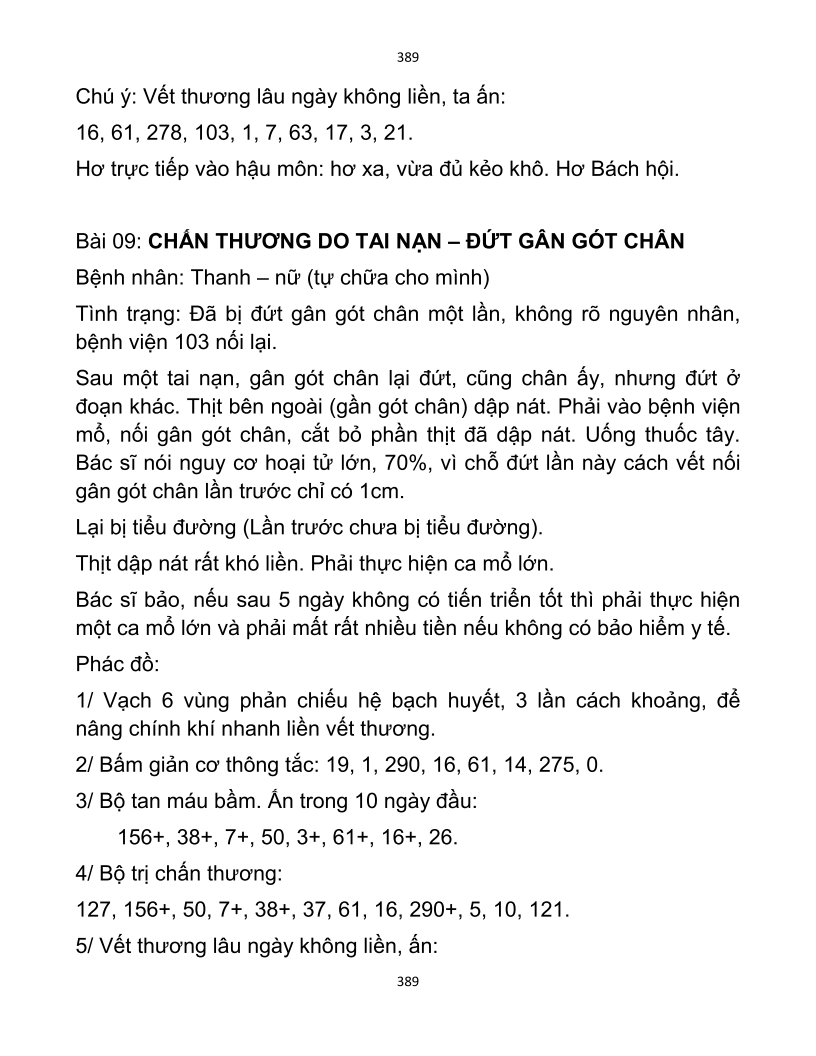 389
Chú ý: Vết thương lâu ngày không liền, ta ấn:
16, 61, 278, 103, 1, 7, 63, 17, 3, 21.
Hơ trực tiếp vào hậu môn: hơ xa, vừa đủ kẻo khô. Hơ Bách hội.
Bài 09: CHẤN THƯƠNG DO TAI NẠN – ĐỨT GÂN GÓT CHÂN
Bệnh nhân: Thanh – nữ (tự chữa cho mình)
Tình trạng: Đã bị đứt gân gót chân một lần, không rõ nguyên nhân,
bệnh viện 103 nối lại.
Sau một tai nạn, gân gót chân lại đứt, cũng chân ấy, nhưng đứt ở
đoạn khác. Thịt bên ngoài (gần gót chân) dập nát. Phải vào bệnh viện
mổ, nối gân gót chân, cắt bỏ phần thịt đã dập nát. Uống thuốc tây.
Bác sĩ nói nguy cơ hoại tử lớn, 70%, vì chỗ đứt lần này cách vết nối
gân gót chân lần trước chỉ có 1cm.
Lại bị tiểu đường (Lần trước chưa bị tiểu đường).
Thịt dập nát rất khó liền. Phải thực hiện ca mổ lớn.
Bác sĩ bảo, nếu sau 5 ngày không có tiến triển tốt thì phải thực hiện
một ca mổ lớn và phải mất rất nhiều tiền nếu không có bảo hiểm y tế.
Phác đồ:
1/ Vạch 6 vùng phản chiếu hệ bạch huyết, 3 lần cách khoảng, để
nâng chính khí nhanh liền vết thương.
2/ Bấm giản cơ thông tắc: 19, 1, 290, 16, 61, 14, 275, 0.
3/ Bộ tan máu bầm. Ấn trong 10 ngày đầu:
156+, 38+, 7+, 50, 3+, 61+, 16+, 26.
4/ Bộ trị chấn thương:
127, 156+, 50, 7+, 38+, 37, 61, 16, 290+, 5, 10, 121.
5/ Vết thương lâu ngày không liền, ấn:
389